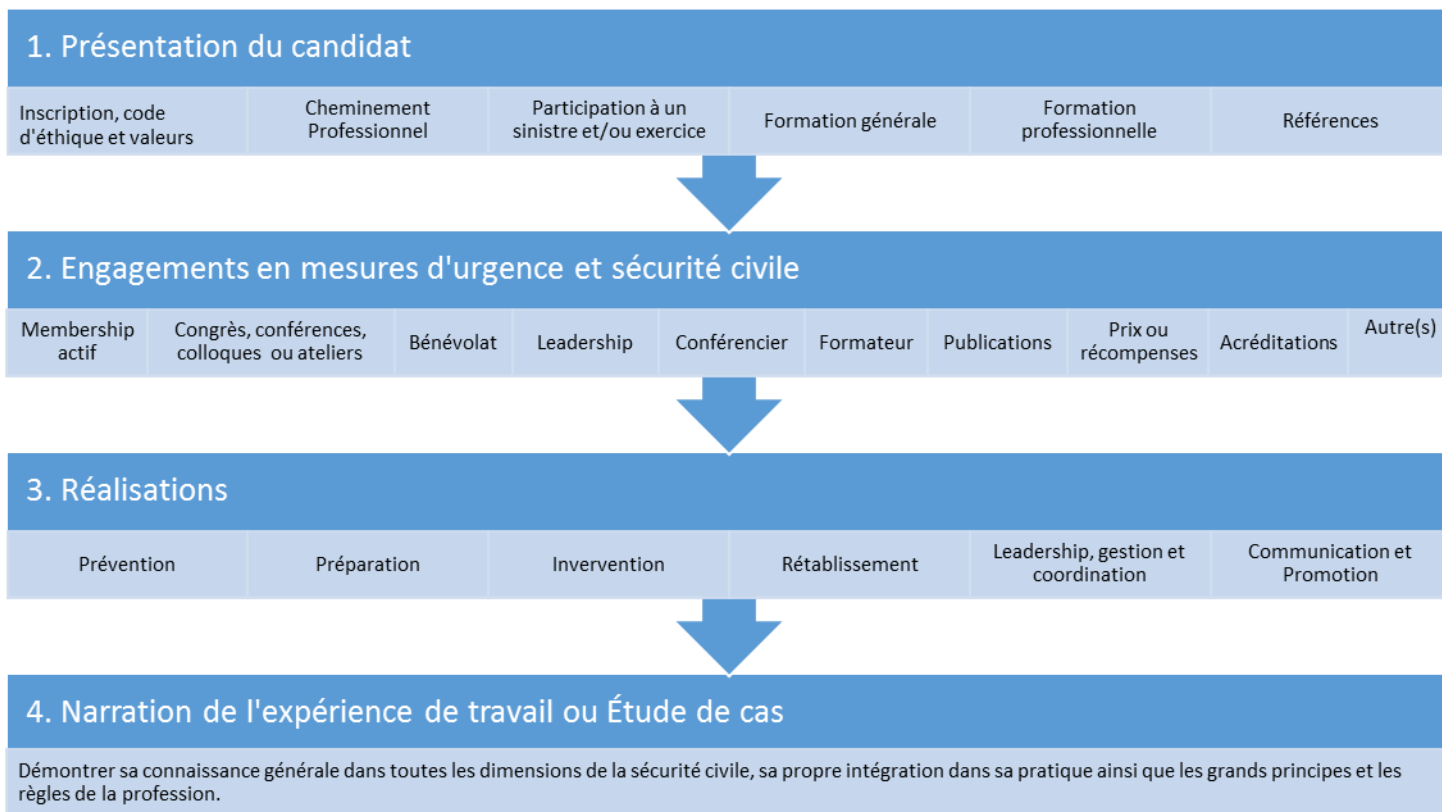 1. Présentation du candidat
Inscription, code
d'éthique et valeurs
Cheminement
Professionnel
Participation à un
sinistre et/ou exercice
Formation générale
Formation
professionnelle
Références
2. Engagements en mesures d'urgence et sécurité civile
Membership
actif
Congrès, conférences,
colloques ou ateliers
Bénévolat
Leadership
Conférencier
Formateur
Publications
Prix ou
récompenses
Acréditations
Autre(s)
3. Réalisations
Prévention
Préparation
Invervention
Rétablissement
Leadership, gestion et
coordination
Communication et
Promotion
4. Narration de l'expérience de travail ou Étude de cas
Démontrer sa connaissance générale dans toutes les dimensions de la sécurité civile, sa propre intégration dans sa pratique ainsi que les grands principes et les
règles de la profession.